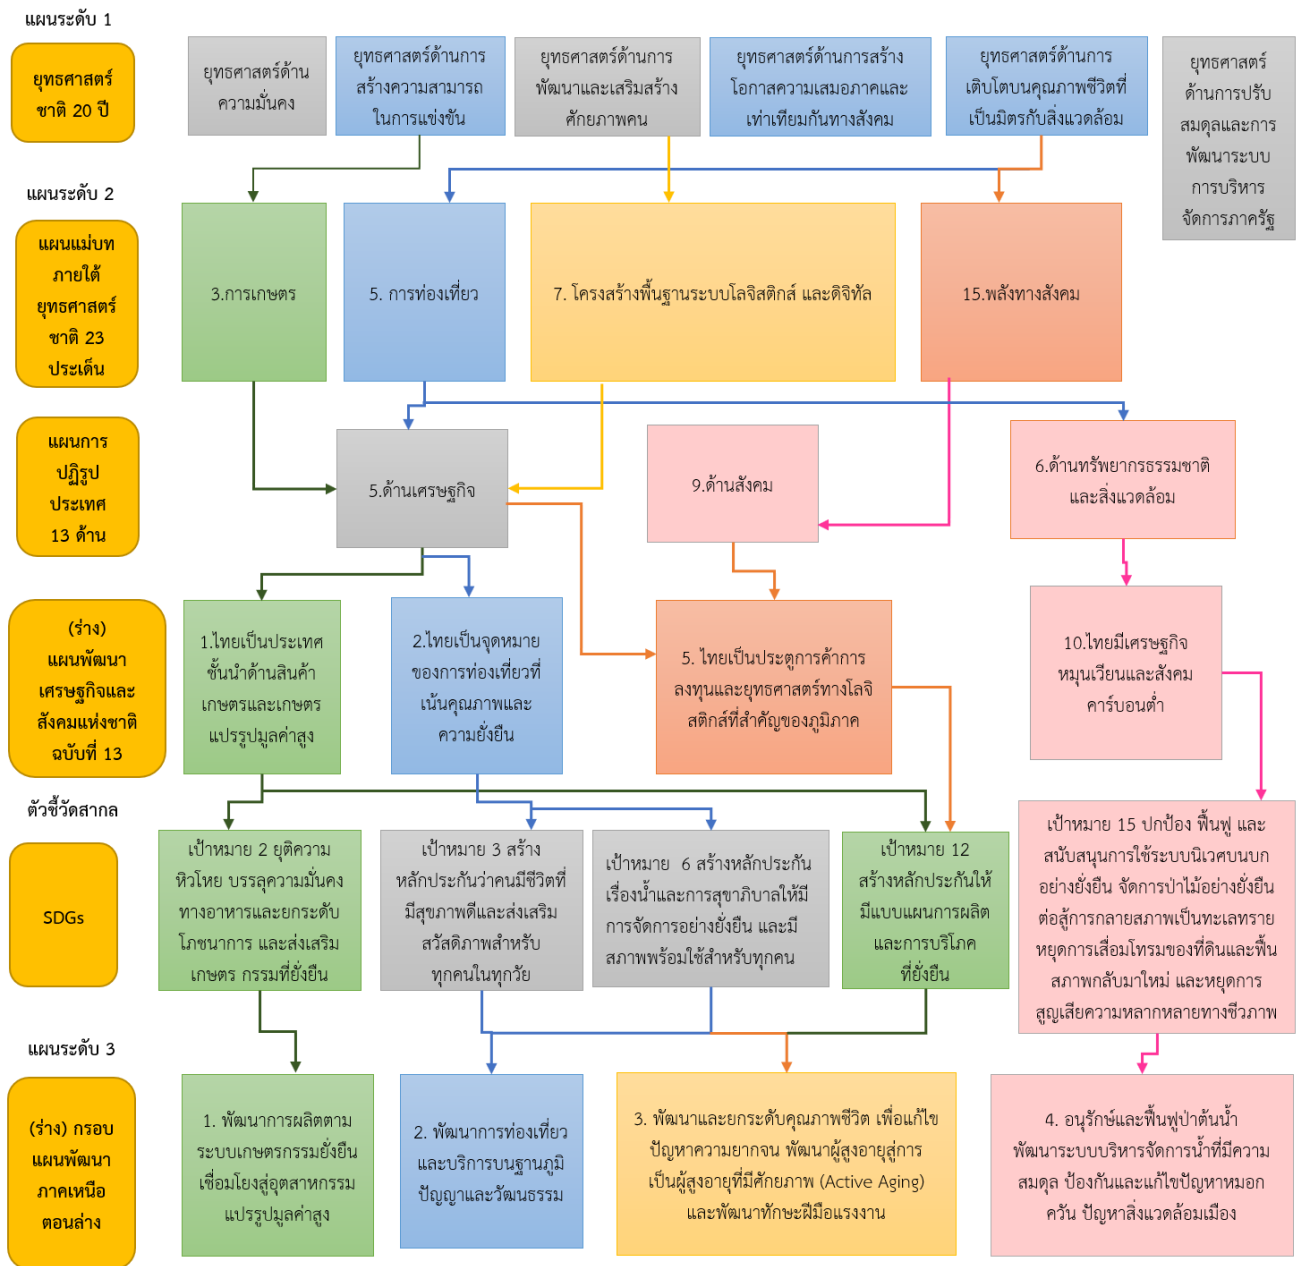 แผนระดับ 1
ยุทธศาสตร์
ชาติ 20 ปี
ยุทธศาสตร์ด้าน
ความมั่นคง
ยุทธศาสตร์ด้านการ
สร้างความสามารถ
ในการแข่งขัน
ยุทธศาสตร์ด้านการ
พัฒนาและเสริมสร้าง
ศักยภาพคน
ยุทธศาสตร์ด้านการสร้าง
โอกาสความเสมอภาคและ
เท่าเทียมกันทางสังคม
ยุทธศาสตร์ด้านการ
เติบโตบนคุณภาพชีวิตที่
เป็นมิตรกับสิ่งแวดล้อม
ยุทธศาสตร์
ด้านการปรับ
สมดุลและการ
พัฒนาระบบ
การบริหาร
จัดการภาครัฐ
แผนระดับ 2
แผนแม่บท
ภายใต้
ยุทธศาสตร์
ชาติ 23
ประเด็น
3.การเกษตร
5. การท่องเที่ยว
7. โครงสร้างพื้นฐานระบบโลจิสติกส์ และดิจิทัล
15.พลังทางสังคม
แผนการ
ปฏิรูป
ประเทศ
13 ด้าน
5.ด้านเศรษฐกิจ
9.ด้านสังคม
6.ด้านทรัพยากรธรรมชาติ
และสิ่งแวดล้อม
(ร่าง)
แผนพัฒนา
เศรษฐกิจและ
สังคมแห่งชาติ
ฉบับที่ 13
1.ไทยเป็นประเทศ
ชั้นนำด้านสินค้า
เกษตรและเกษตร
แปรรูปมูลค่าสูง
2.ไทยเป็นจุดหมาย
ของการท่องเที่ยวที่
เน้นคุณภาพและ
ความยั่งยืน
5. ไทยเป็นประตูการค้าการ
ลงทุนและยุทธศาสตร์ทางโลจิ
สติกส์ที่สำคัญของภูมิภาค
10.ไทยมีเศรษฐกิจ
หมุนเวียนและสังคม
คาร์บอนต่ำ
ตัวชี้วัดสากล
SDGs
เป้าหมาย 2 ยุติความ
หิวโหย บรรลุความมั่นคง
ทางอาหารและยกระดับ
โภชนาการ และส่งเสริม
เกษตร กรรมที่ยั่งยืน
เป้าหมาย 3 สร้าง
หลักประกันว่าคนมีชีวิตที่
มีสุขภาพดีและส่งเสริม
สวัสดิภาพสำหรับ
ทุกคนในทุกวัย
เป้าหมาย 6 สร้างหลักประกัน
เรื่องน้ำและการสุขาภิบาลให้มี
การจัดการอย่างยั่งยืน และมี
สภาพพร้อมใช้สำหรับทุกคน
เป้าหมาย 12
สร้างหลักประกันให้
มีแบบแผนการผลิต
และการบริโภค
ที่ยั่งยืน
เป้าหมาย 15 ปกป้อง ฟื้นฟู และ
สนับสนุนการใช้ระบบนิเวศบนบก
อย่างยั่งยืน จัดการป่าไม้อย่างยั่งยืน
ต่อสู้การกลายสภาพเป็นทะเลทราย
หยุดการเสื่อมโทรมของที่ดินและฟื้น
สภาพกลับมาใหม่ และหยุดการ
สูญเสียความหลากหลายทางชีวภาพ
แผนระดับ 3
(ร่าง) กรอบ
แผนพัฒนา
ภาคเหนือ
ตอนล่าง
1. พัฒนาการผลิตตาม
ระบบเกษตรกรรมยั่งยืน
เชื่อมโยงสู่อุตสาหกรรม
แปรรูปมูลค่าสูง
2. พัฒนาการท่องเที่ยว
และบริการบนฐานภูมิ
ปัญญาและวัฒนธรรม
3. พัฒนาและยกระดับคุณภาพชีวิต เพื่อแก้ไข
ปัญหาความยากจน พัฒนาผู้สูงอายุสู่การ
เป็นผู้สูงอายุที่มีศักยภาพ (Active Aging)
และพัฒนาทักษะฝีมือแรงงาน
4. อนุรักษ์และฟื้นฟูป่าต้นน้ำ
พัฒนาระบบบริหารจัดการน้ำที่มีความ
สมดุล ป้องกันและแก้ไขปัญหาหมอก
ควัน ปัญหาสิ่งแวดล้อมเมือง